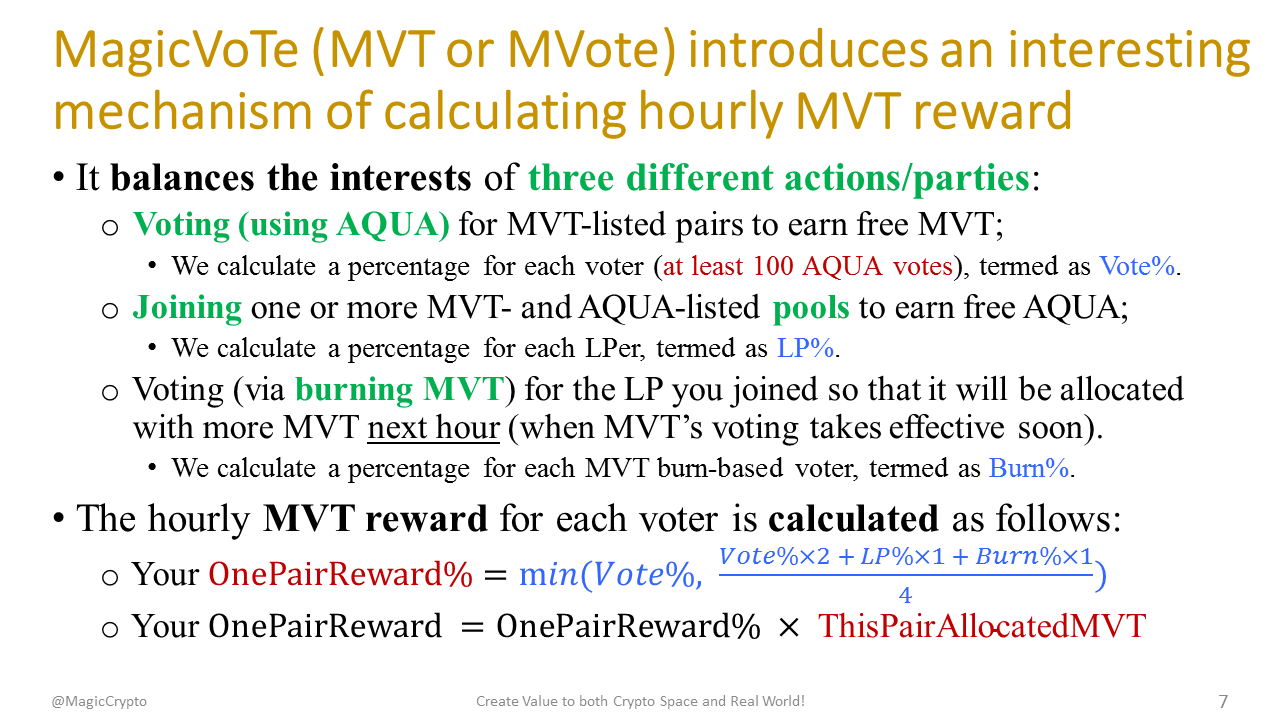 MagicVoTe (MVT or MVote) introduces an interesting
mechanism of calculating hourly MVT reward
• It balances the interests of three different actions/parties:
o Voting (using AQUA) for MVT-listed pairs to earn free MVT;
• We calculate a percentage for each voter (at least 100 AQUA votes), termed as Vote%.
o Joining one or more MVT- and AQUA-listed pools to earn free AQUA;
• We calculate a percentage for each LPer, termed as LP%.
o Voting (via burning MVT) for the LP you joined so that it will be allocated
with more MVT next hour (when MVT’s voting takes effective soon).
• We calculate a percentage for each MVT burn-based voter, termed as Burn%.
• The hourly MVT reward for each voter is calculated as follows:
o Your OnePairReward% = min(Vote%, (Vote%×2 + LP%×1 + Burn%×1)/4)
o Your OnePairReward = OnePairReward% × ThisPairAllocatedMVT
@MagicCrypto
Create Value to both Crypto Space and Real World!
7